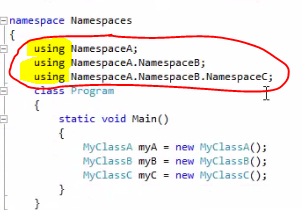 namespace Namespaces
{
using NamespaceA;
using NamespaceA.NamespaceB;
using NamespaceA.NamespaceB.NamespaceC;
class Program
{
static void Main()
{
MyClassA myA = new MyClassA();
MyClassB myB = new MyClassB();
MyClassC myC = new MyClassC();
}
}